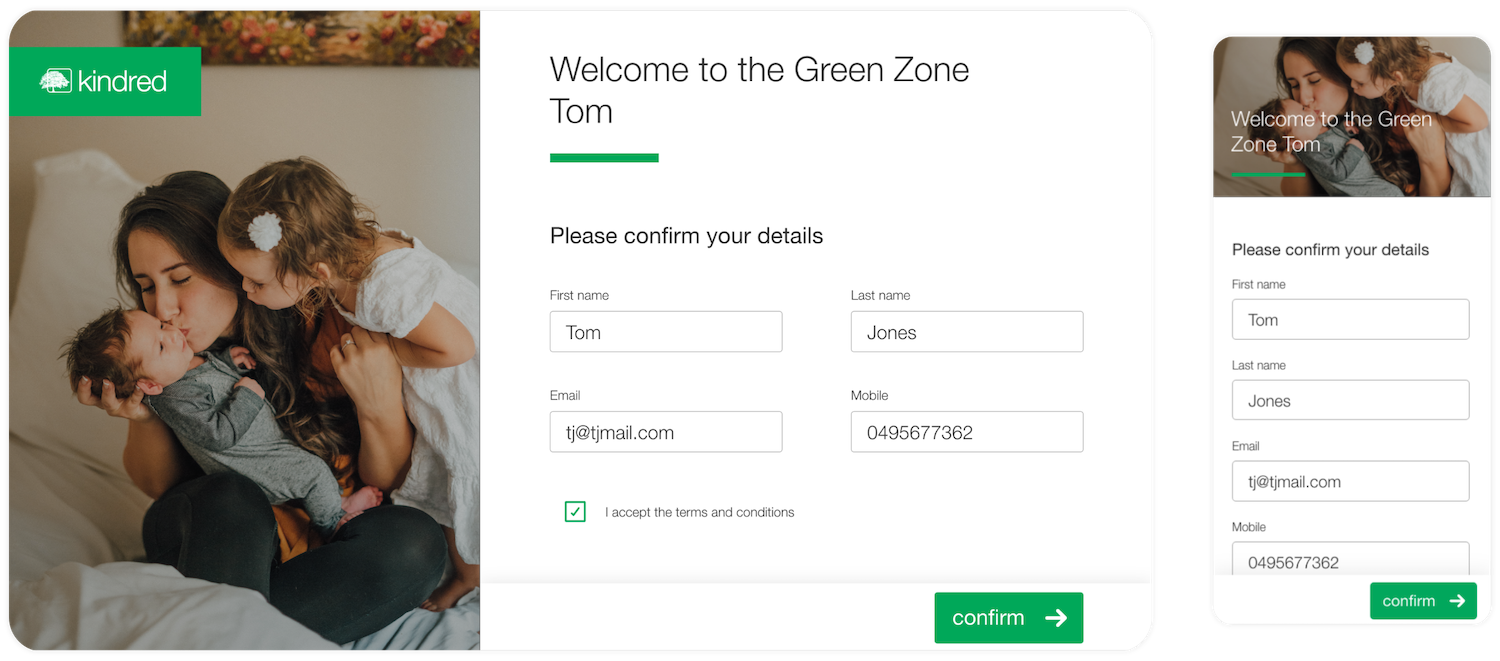 kindred
Welcome to the Green Zone
Tom
Please confirm your details
First name
Last name
Tom
Jones
Email
Mobile
tj@tjmail.com
0495677362
✓
I accept the terms and conditions
confirm →
Welcome to the Green
Zone Tom
Please confirm your details
First name
Tom
Last name
Jones
Email
tj@tjmail.com
Mobile
0495677362
confirm →